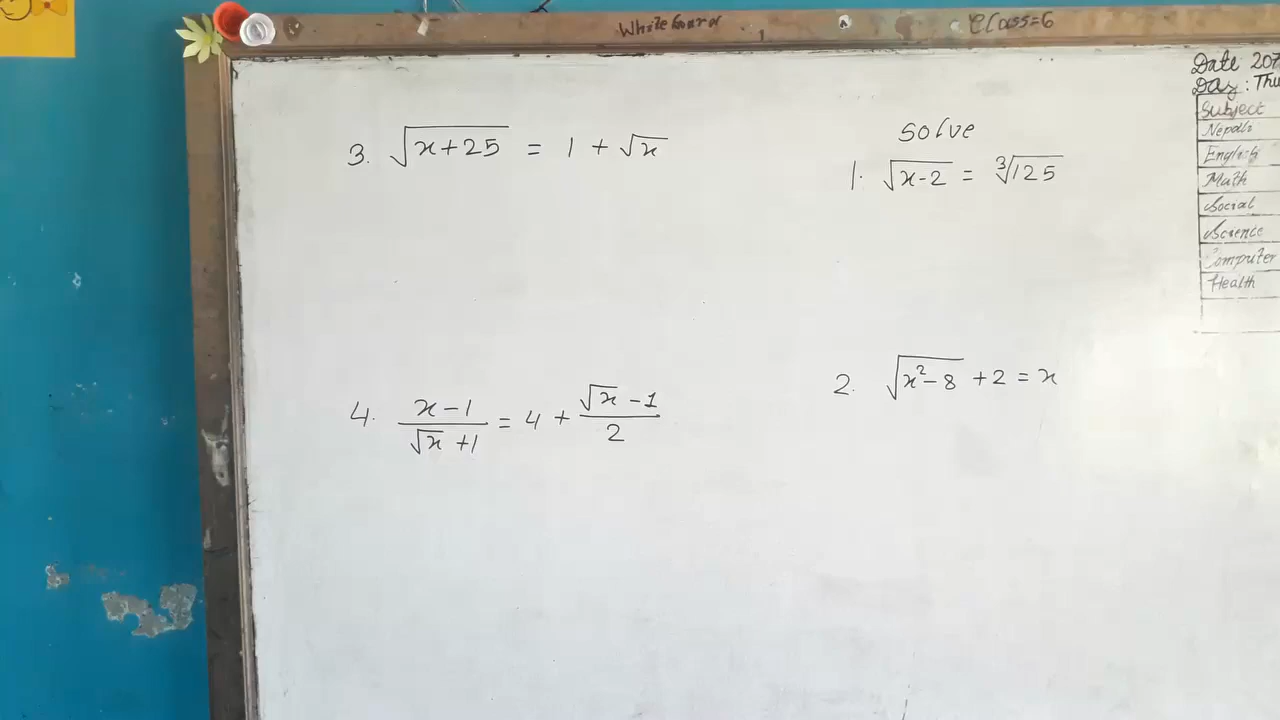 White Board
Class=6
Date 207
Day : Thu
Subject
Nepali
English
Math
Social
Science
Computer
Health
3. √(x+25) = 1 + √x
Solve
1. √(x-2) = ∛125
2. √(x²-8) + 2 = x
4. (x-1)/(√x +1) = 4 + (√x -1)/2